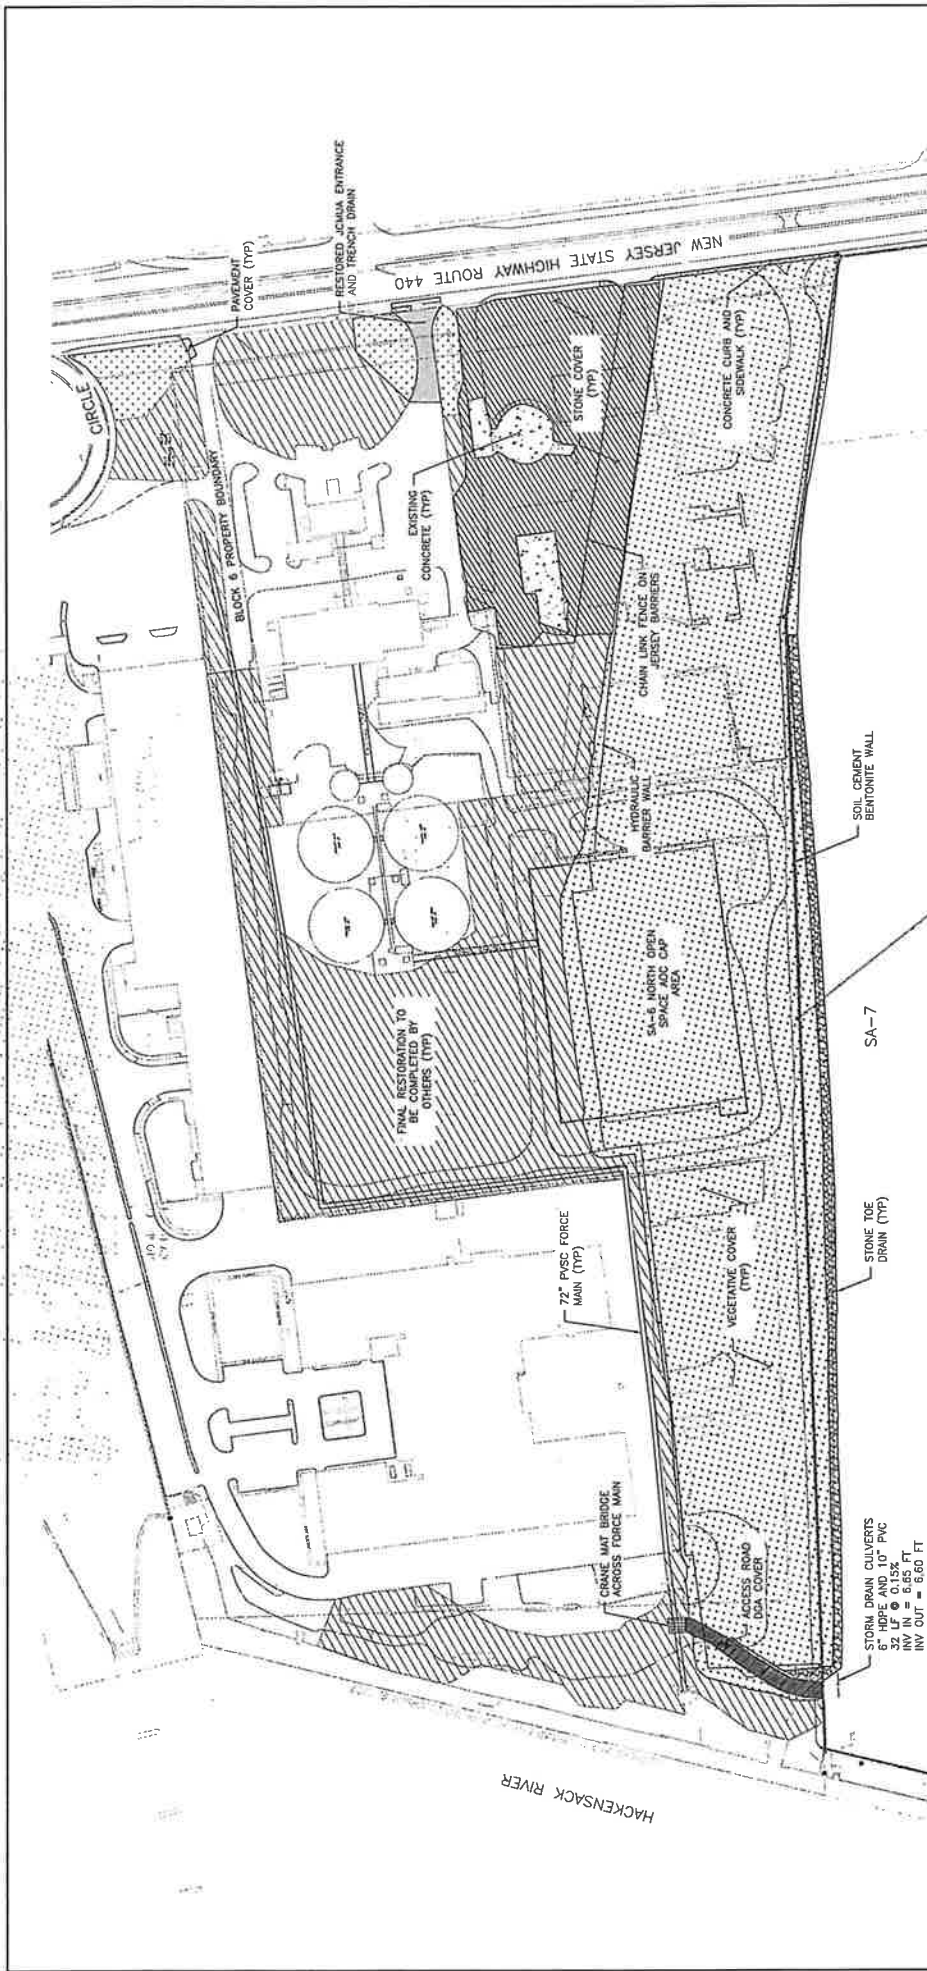 CIRCLE
PAVEMENT
COVER (TYP)
RESTORED JCMUA ENTRANCE
AND TRENCH DRAIN
NEW JERSEY STATE HIGHWAY ROUTE 440
BLOCK 6 PROPERTY BOUNDARY
EXISTING
CONCRETE (TYP)
STONE COVER
(TYP)
CONCRETE CURB AND
SIDEWALK (TYP)
CHAIN LINK FENCE ON
JERSEY BARRIERS
HYDRAULIC
BARRIER WALL
SOIL CEMENT
BENTONITE WALL
FINAL RESTORATION TO
BE COMPLETED BY
OTHERS (TYP)
SA-6 NORTH OPEN
SPACE AOC CAP
AREA
SA-7
72" PVSC FORCE
MAIN (TYP)
VEGETATIVE COVER
(TYP)
STONE TOE
DRAIN (TYP)
CRANE MAT BRIDGE
ACROSS FORCE MAIN
ACCESS ROAD
DGA COVER
STORM DRAIN CULVERTS
6" HDPE AND 10" PVC
32 LF @ 0.15%
INV IN = 6.65 FT
INV OUT = 6.60 FT
HACKENSACK RIVER